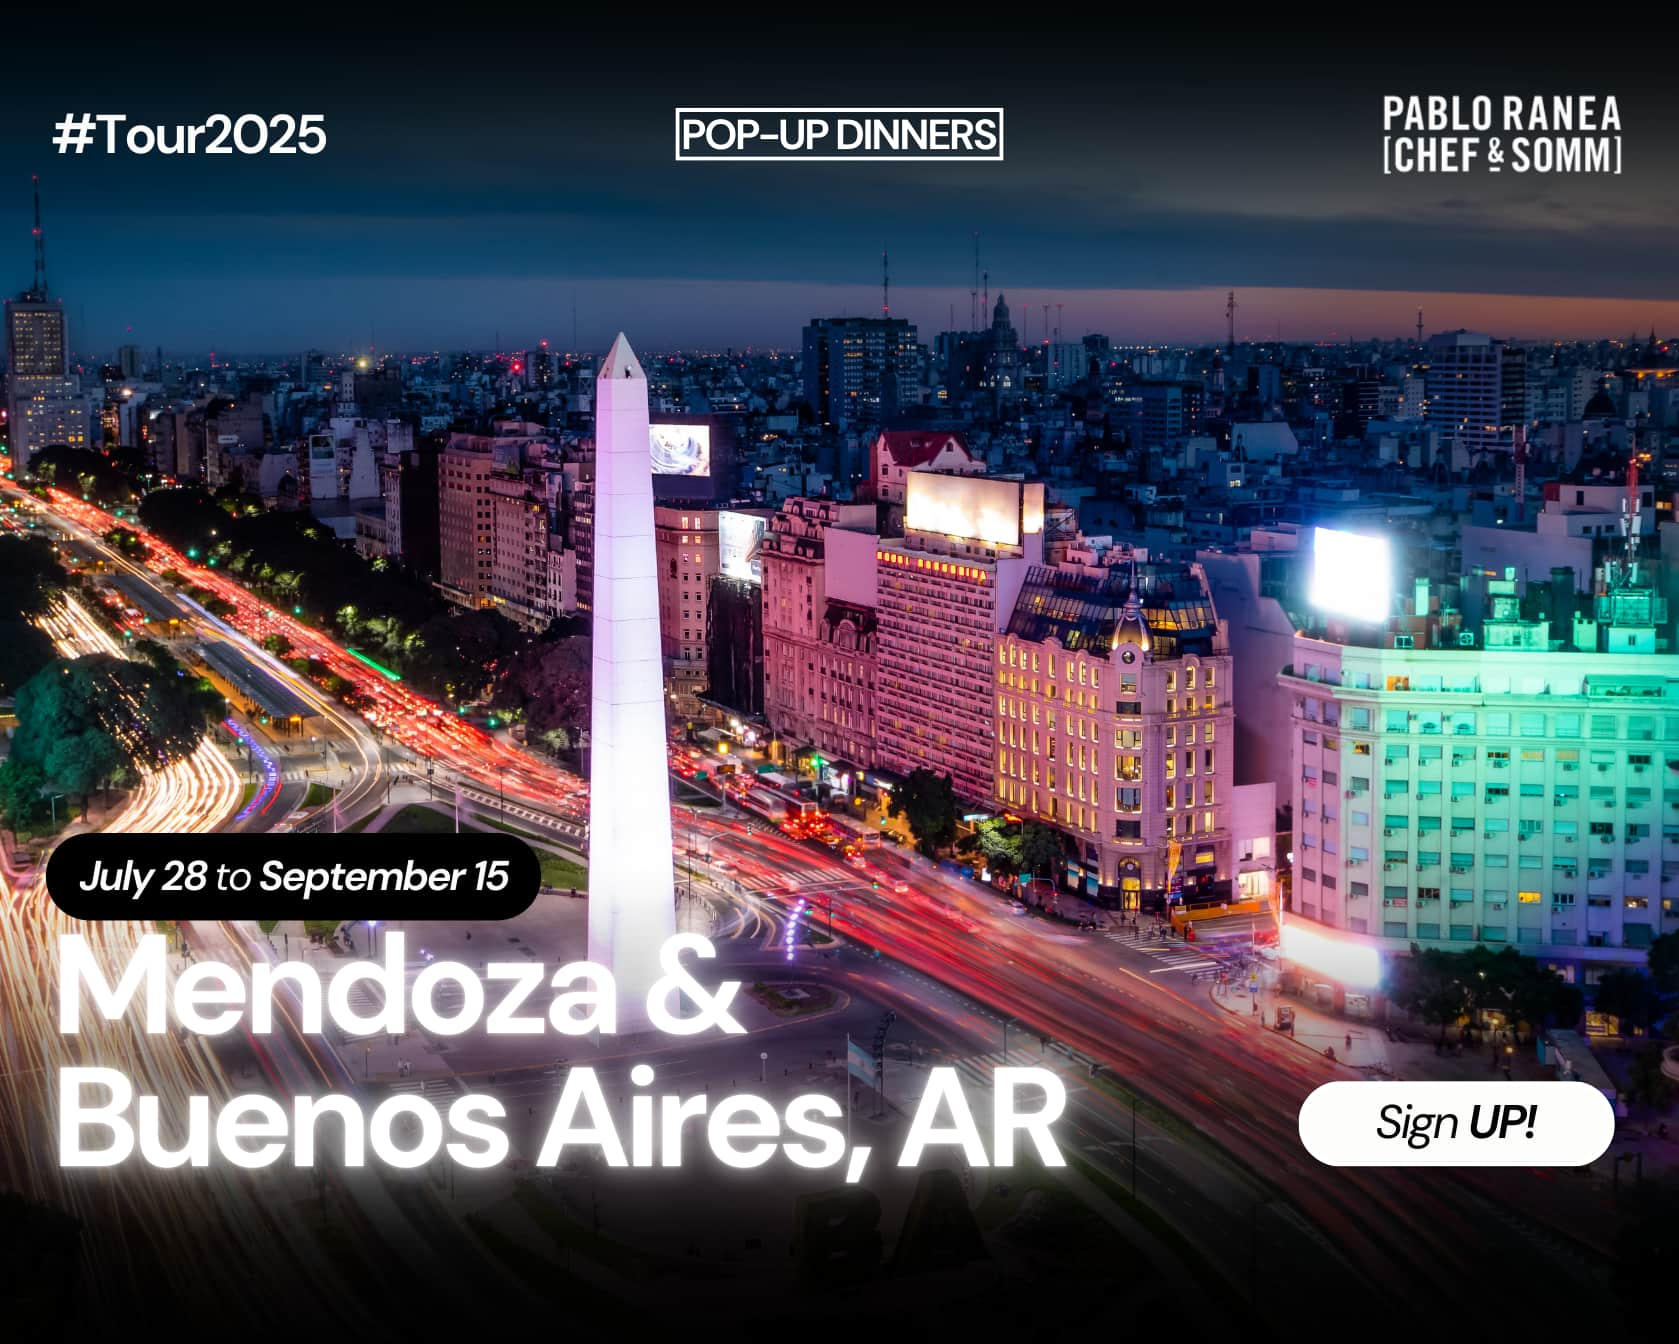 #Tour2025
POP-UP DINNERS
PABLO RANEA
[CHEF & SOMM]
July 28 to September 15
Mendoza &
Buenos Aires, AR
Sign UP!
BA